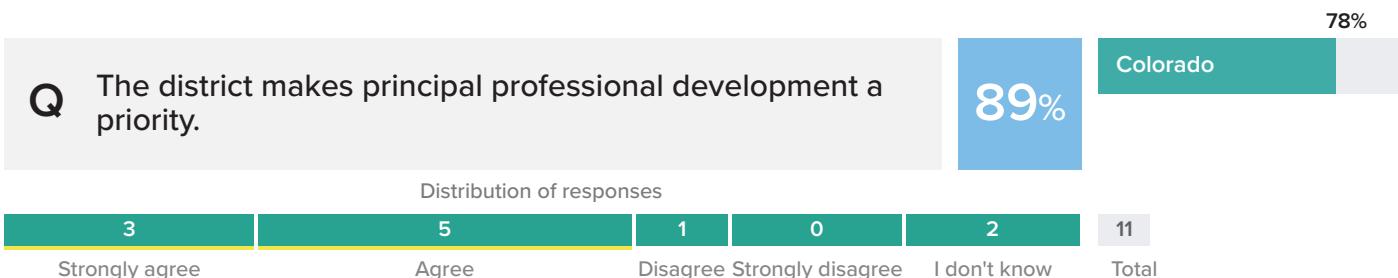 78%
Q
The district makes principal professional development a
priority.
89%
Colorado
Distribution of responses
3 5 1 0 2 11
Strongly agree Agree Disagree Strongly disagree I don't know Total